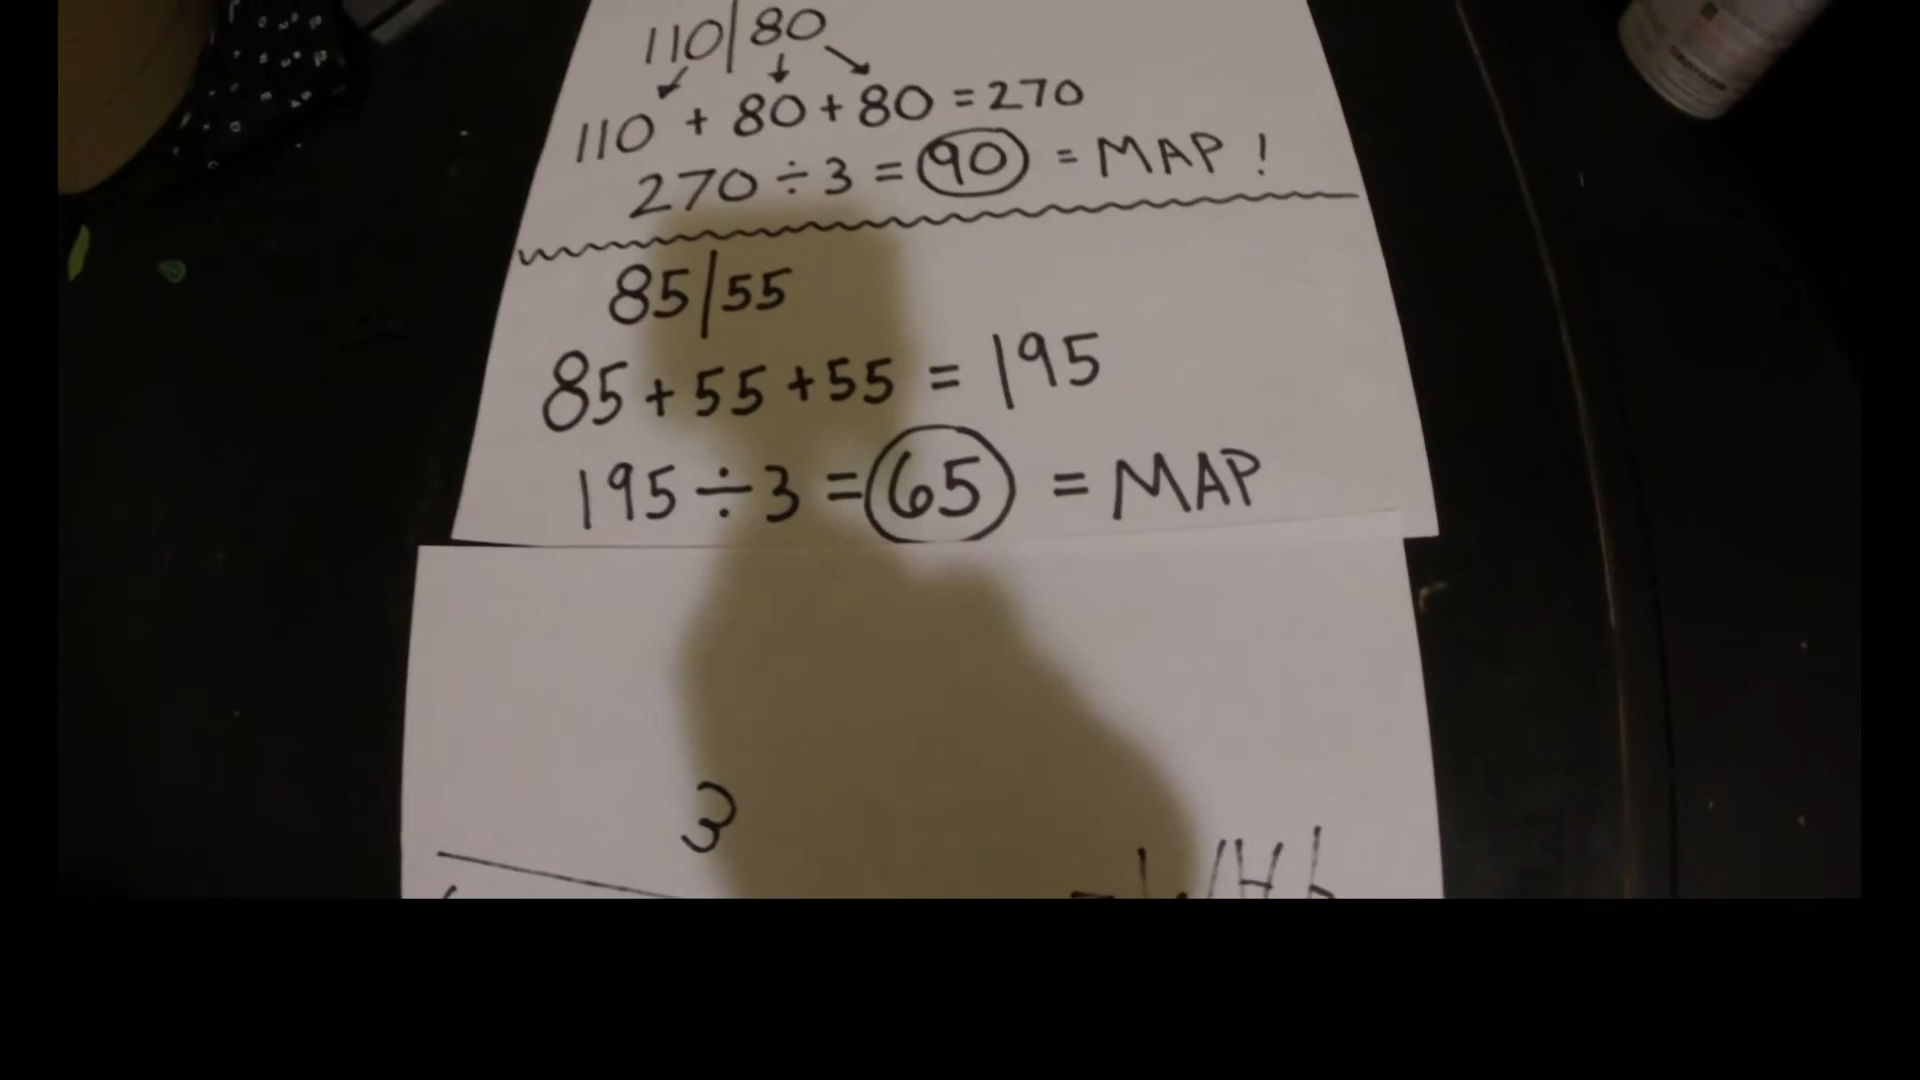 110/80
110 + 80 + 80 = 270
270 ÷ 3 = 90 = MAP!
85/55
85 + 55 + 55 = 195
195 ÷ 3 = 65 = MAP
3